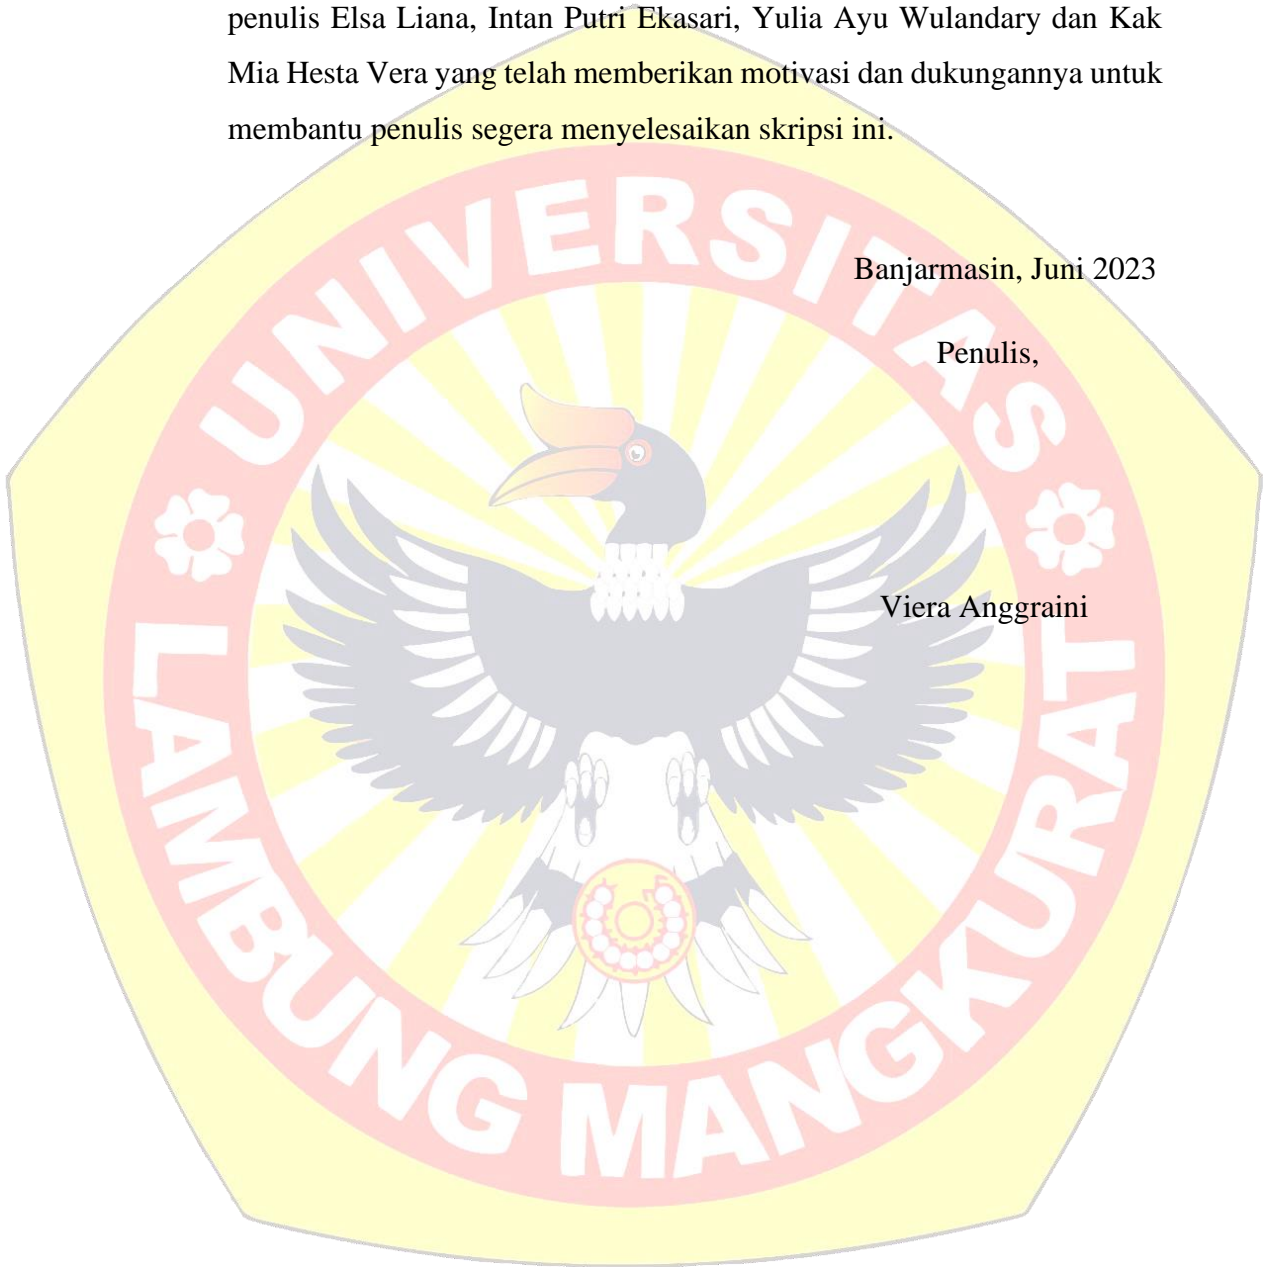 penulis Elsa Liana, Intan Putri Ekasari, Yulia Ayu Wulandary dan Kak
Mia Hesta Vera yang telah memberikan motivasi dan dukungannya untuk
membantu penulis segera menyelesaikan skripsi ini.
Banjarmasin, Juni 2023
Penulis,
Viera Anggraini
UNIVERSITAS
LAMBUNG MANGKURAT